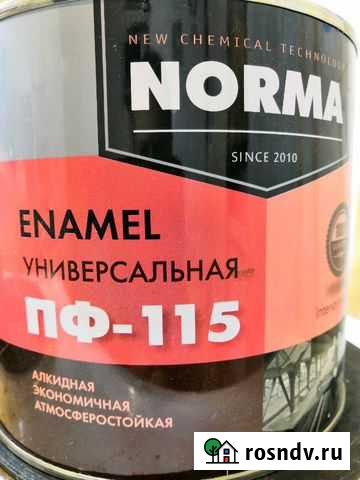 NEW CHEMICAL TECHNOLOGY
NORMA
SINCE 2010
ENAMEL
УНИВЕРСАЛЬНАЯ
ПФ-115
АЛКИДНАЯ
ЭКОНОМИЧНАЯ
АТМОСФЕРОСТОЙКАЯ
rosndv.ru